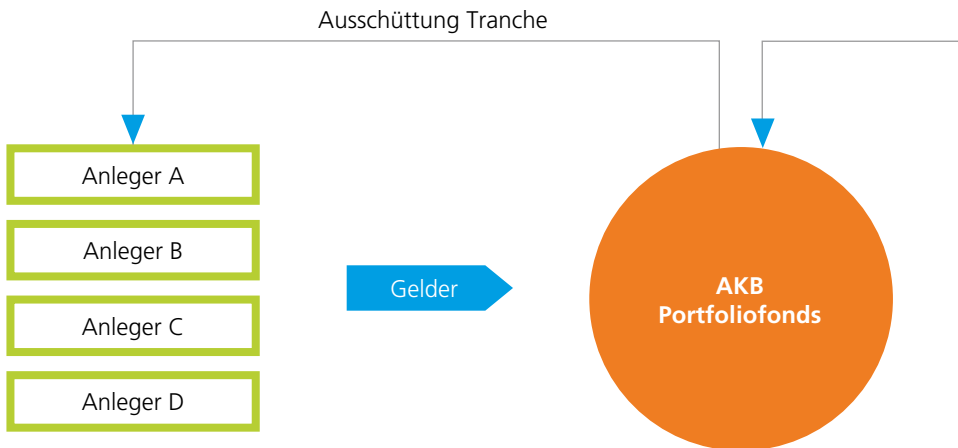 Ausschüttung Tranche
Anleger A
Anleger B
Anleger C
Anleger D
Gelder
AKB
Portfoliofonds